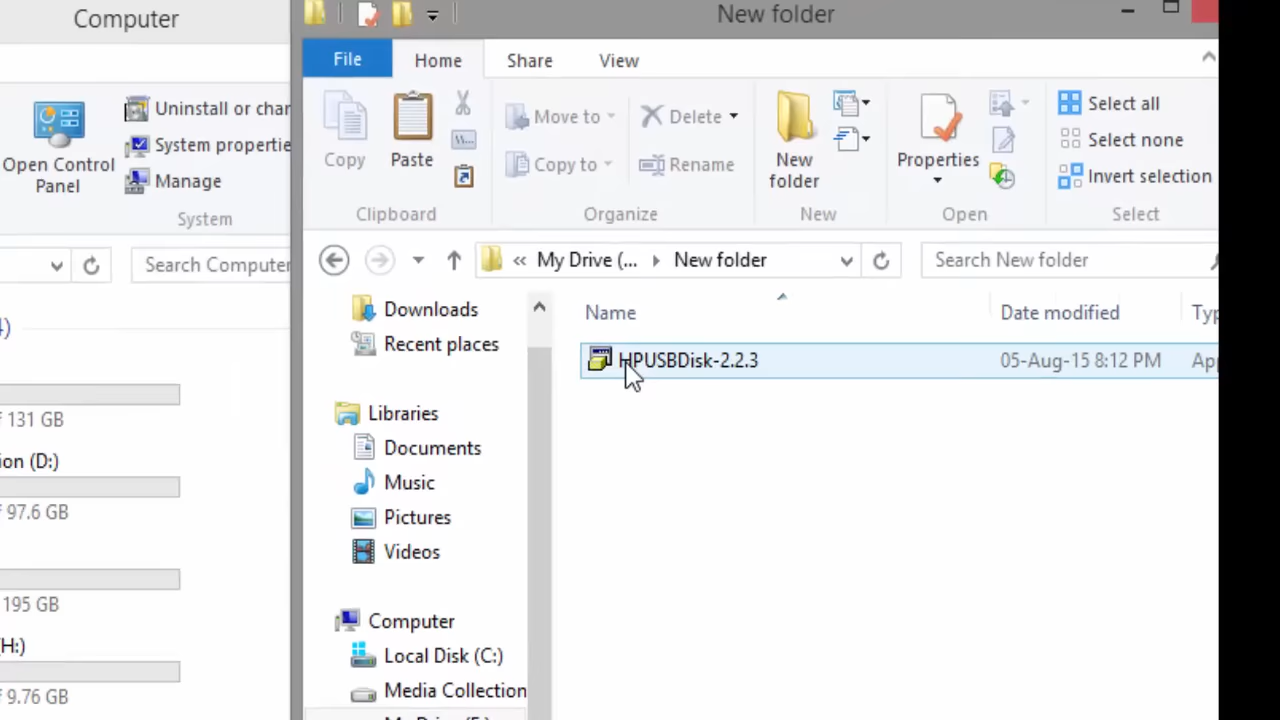 Computer
Uninstall or char
System propertie
Open Control Panel
Manage
System
Search Computer
4)
f 131 GB
ion (D:)
f 97.6 GB
195 GB
(H:)
f 9.76 GB
New folder
File
Home
Share
View
Copy
Paste
Move to
Copy to
Delete
Rename
New folder
Properties
Select all
Select none
Invert selection
Clipboard
Organize
New
Open
Select
« My Drive (... New folder
Search New folder
Name
Date modified
Typ
HPUSBDisk-2.2.3
05-Aug-15 8:12 PM
App
Downloads
Recent places
Libraries
Documents
Music
Pictures
Videos
Computer
Local Disk (C:)
Media Collection